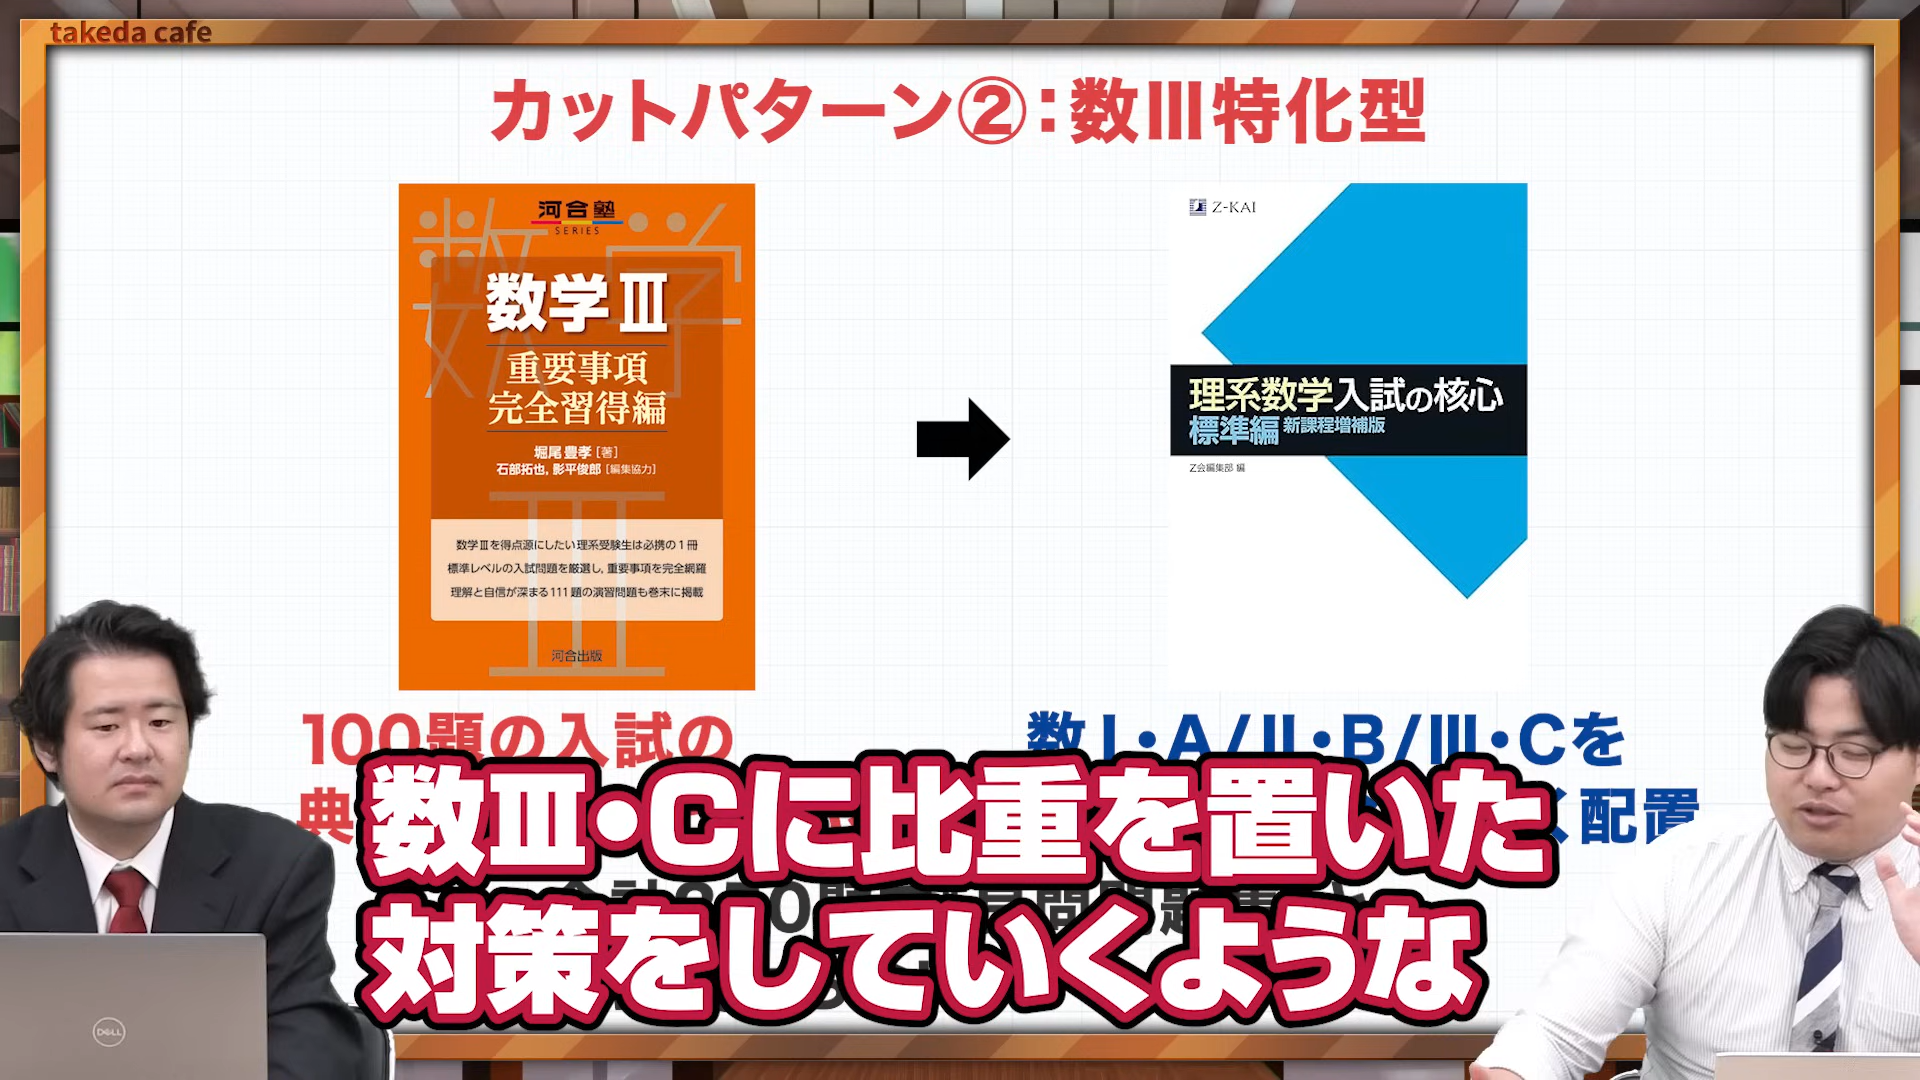 takeda cafe
カットパターン②：数Ⅲ特化型
河合塾
SERIES
数学Ⅲ
重要事項
完全習得編
堀尾豊孝［著］
石部拓也, 影平俊郎［編集協力］
数学Ⅲを得点源にしたい理系受験生は必携の1冊
標準レベルの入試問題を厳選し, 重要事項を完全網羅
理解と自信が深まる111題の演習問題も巻末に掲載
河合出版
Z-KAI
理系数学入試の核心
標準編 新課程増補版
Z会編集部 編
100題の入試の
典
数Ⅰ・A/Ⅱ・B/Ⅲ・Cを
く配置
数Ⅲ・Cに比重を置いた
対策をしていくような
DELL